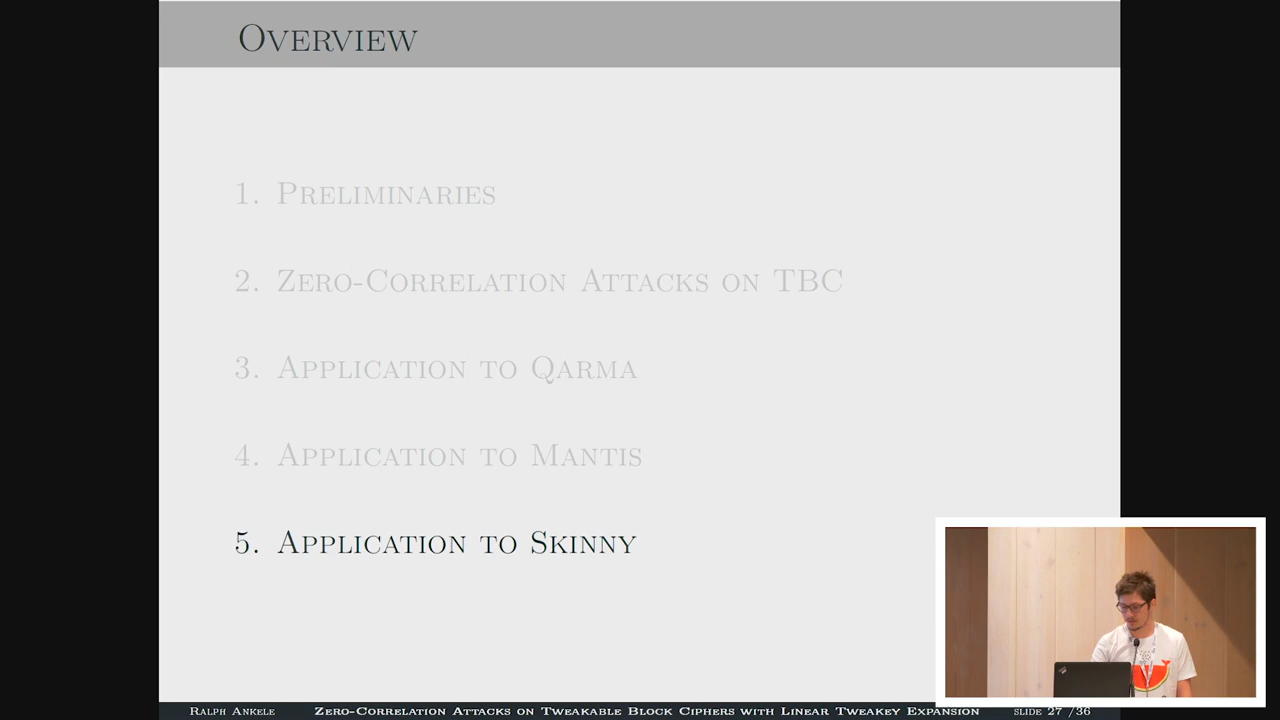 Overview
1. Preliminaries
2. Zero-Correlation Attacks on TBC
3. Application to Qarma
4. Application to Mantis
5. Application to Skinny
Ralph Ankele Zero-Correlation Attacks on Tweakable Block Ciphers with Linear Tweakey Expansion slide 27 /36